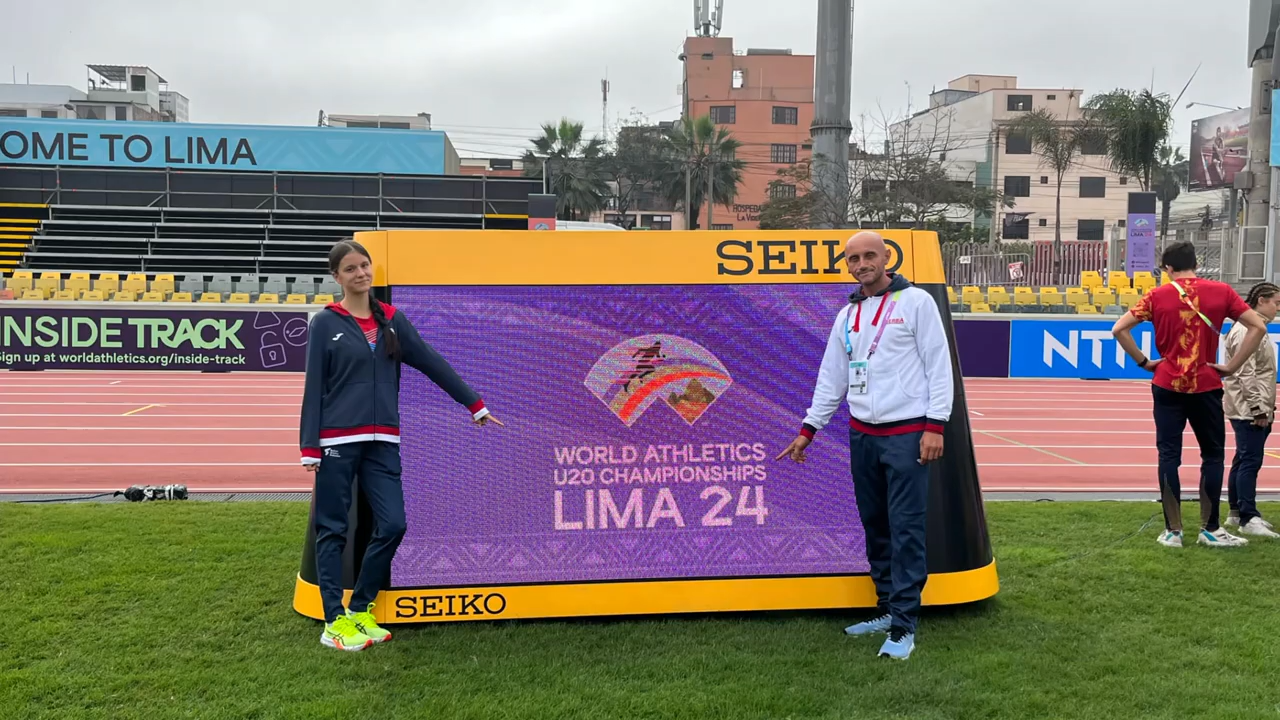 OME TO LIMA
SEIKO
INSIDE TRACK
Sign up at worldathletics.org/inside-track
NTN
WORLD ATHLETICS
U20 CHAMPIONSHIPS
LIMA 24
SEIKO